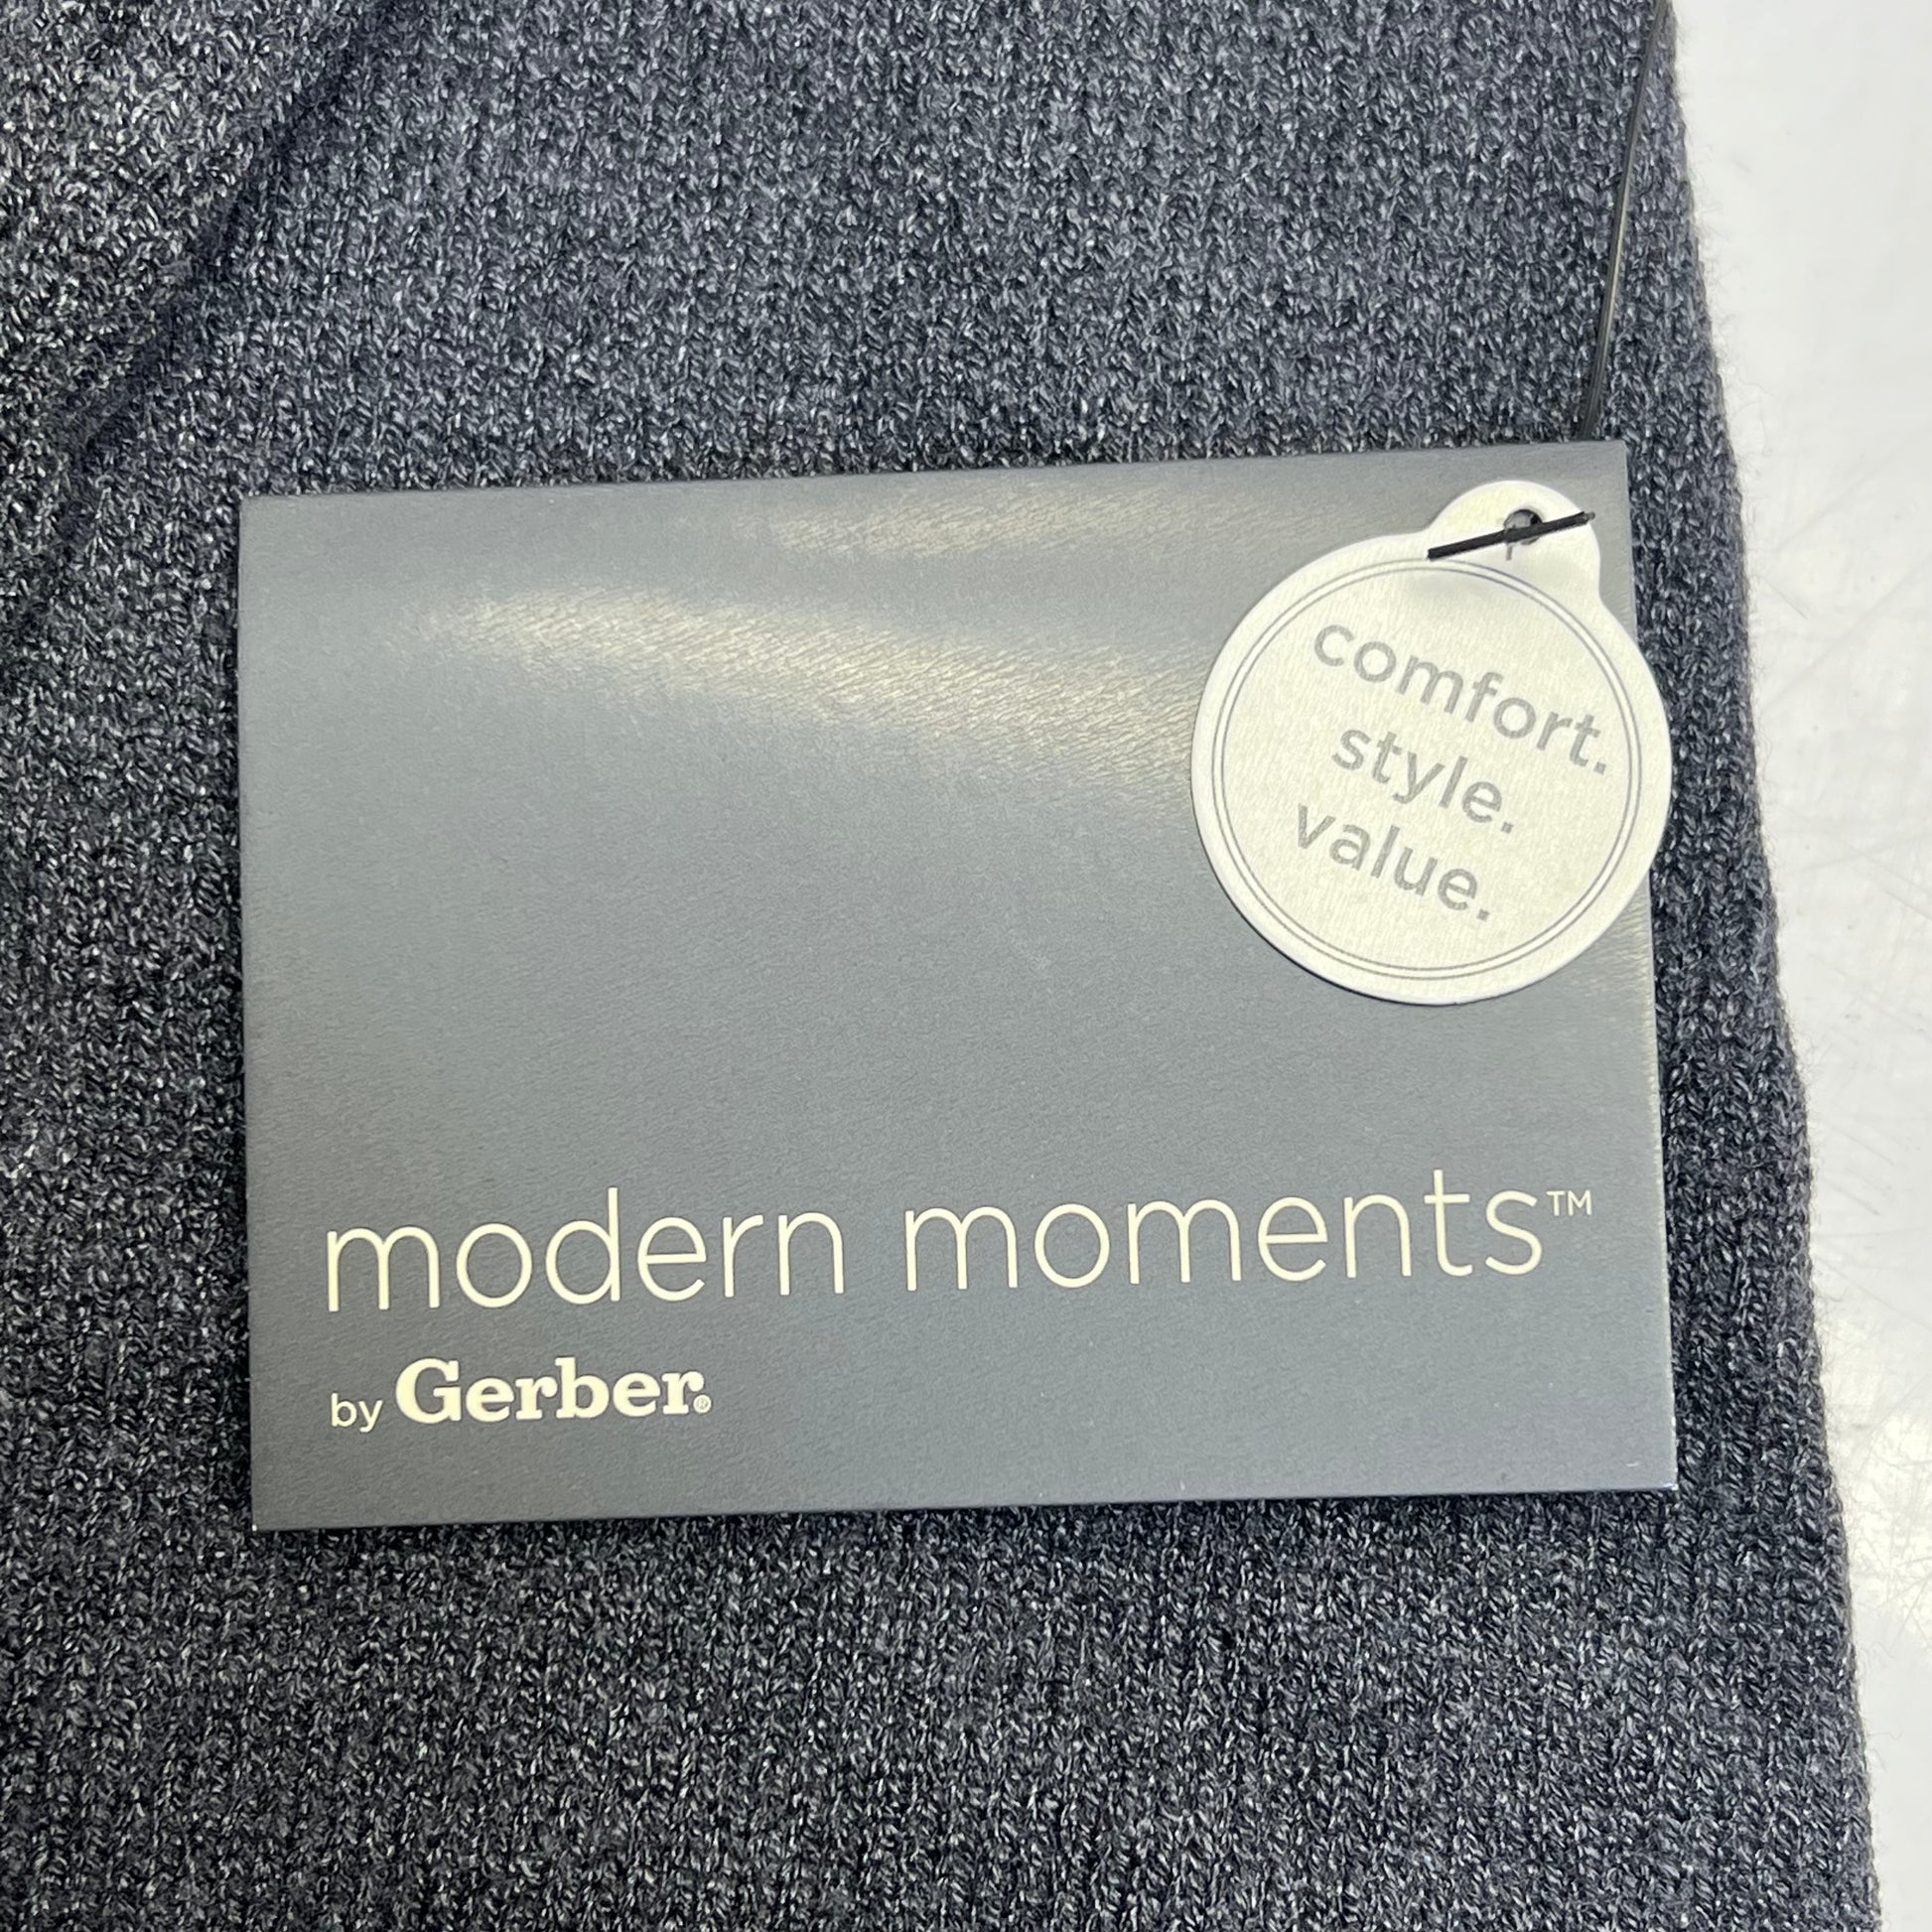 comfort.
style.
value.
modern moments™
by Gerber®